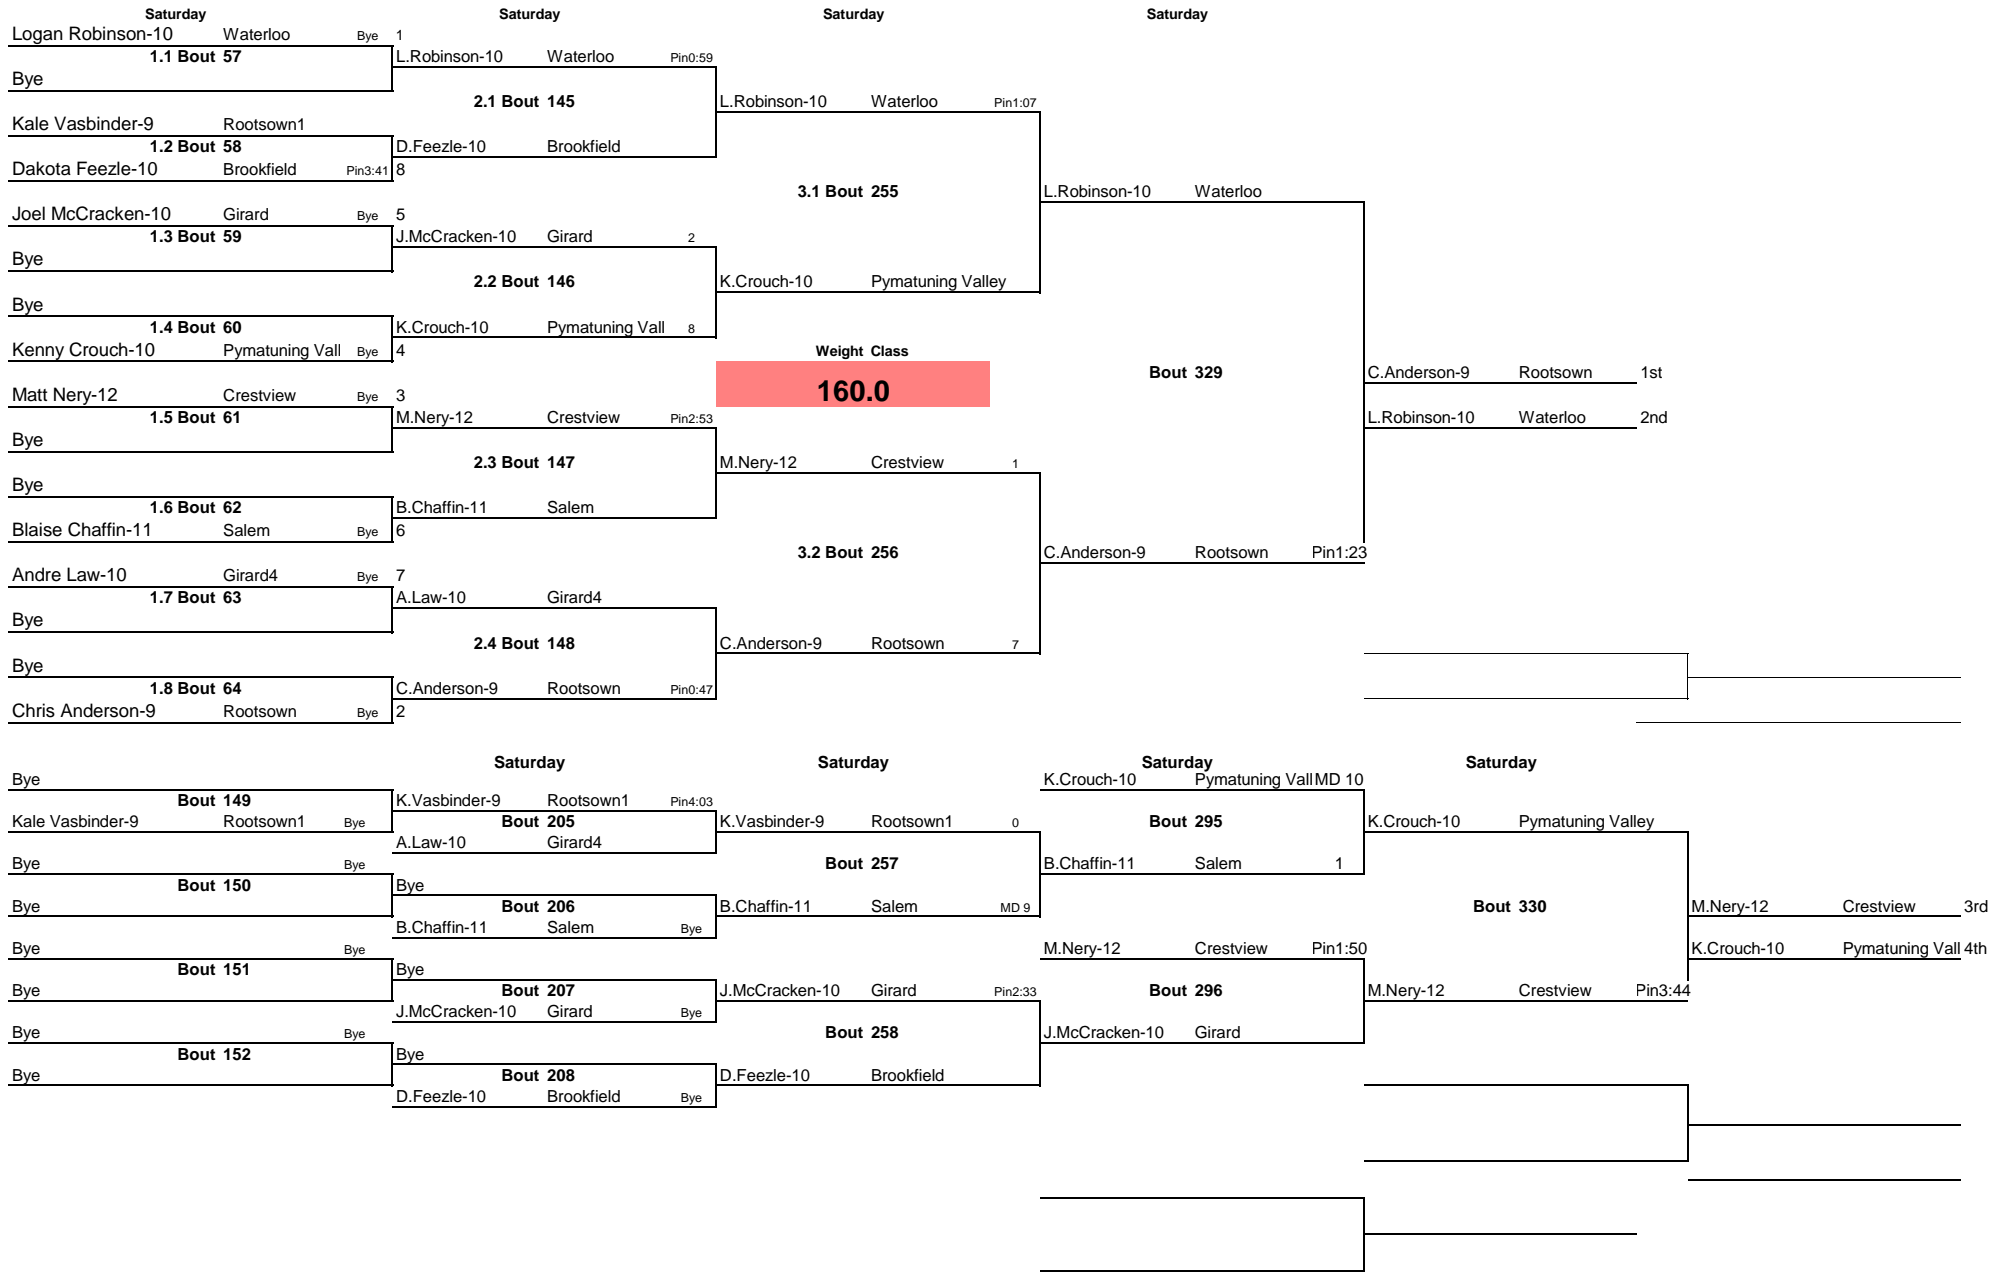 Saturday Saturday Saturday Saturday
Logan Robinson-10 Waterloo Bye 1
1.1 Bout 57 L.Robinson-10 Waterloo Pin0:59
Bye
2.1 Bout 145 L.Robinson-10 Waterloo Pin1:07
Kale Vasbinder-9 Rootsown1
1.2 Bout 58 D.Feezle-10 Brookfield
Dakota Feezle-10 Brookfield Pin3:41 8
3.1 Bout 255 L.Robinson-10 Waterloo
Joel McCracken-10 Girard Bye 5
1.3 Bout 59 J.McCracken-10 Girard 2
Bye
2.2 Bout 146 K.Crouch-10 Pymatuning Valley
Bye
1.4 Bout 60 K.Crouch-10 Pymatuning Vall 8
Kenny Crouch-10 Pymatuning Vall Bye 4 Weight Class
Bout 329 C.Anderson-9 Rootsown 1st
Matt Nery-12 Crestview Bye 3 160.0
1.5 Bout 61 M.Nery-12 Crestview Pin2:53 L.Robinson-10 Waterloo 2nd
Bye
2.3 Bout 147 M.Nery-12 Crestview 1
Bye
1.6 Bout 62 B.Chaffin-11 Salem
Blaise Chaffin-11 Salem Bye 6
3.2 Bout 256 C.Anderson-9 Rootsown Pin1:23
Andre Law-10 Girard4 Bye 7
1.7 Bout 63 A.Law-10 Girard4
Bye
2.4 Bout 148 C.Anderson-9 Rootsown 7
Bye
1.8 Bout 64 C.Anderson-9 Rootsown Pin0:47
Chris Anderson-9 Rootsown Bye 2
Saturday Saturday Saturday Saturday
Bye K.Crouch-10 Pymatuning Vall MD 10
Bout 149 K.Vasbinder-9 Rootsown1 Pin4:03
Kale Vasbinder-9 Rootsown1 Bye Bout 205 K.Vasbinder-9 Rootsown1 0 Bout 295 K.Crouch-10 Pymatuning Valley
A.Law-10 Girard4
Bye Bye Bout 257 B.Chaffin-11 Salem 1
Bout 150 Bye
Bye Bout 206 B.Chaffin-11 Salem MD 9 Bout 330 M.Nery-12 Crestview 3rd
B.Chaffin-11 Salem Bye
Bye Bye M.Nery-12 Crestview Pin1:50 K.Crouch-10 Pymatuning Vall 4th
Bout 151 Bye
Bye Bout 207 J.McCracken-10 Girard Pin2:33 Bout 296 M.Nery-12 Crestview Pin3:44
J.McCracken-10 Girard Bye
Bye Bye Bout 258 J.McCracken-10 Girard
Bout 152 Bye
Bye Bout 208 D.Feezle-10 Brookfield
D.Feezle-10 Brookfield Bye